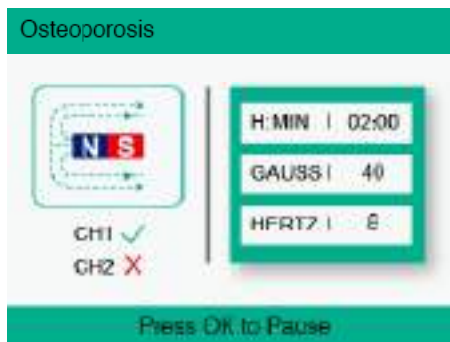 Osteoporosis
N S
CH1 ✓
CH2 X
H:MIN | 02:00
GAUSS | 40
HERTZ | 8
Press OK to Pause